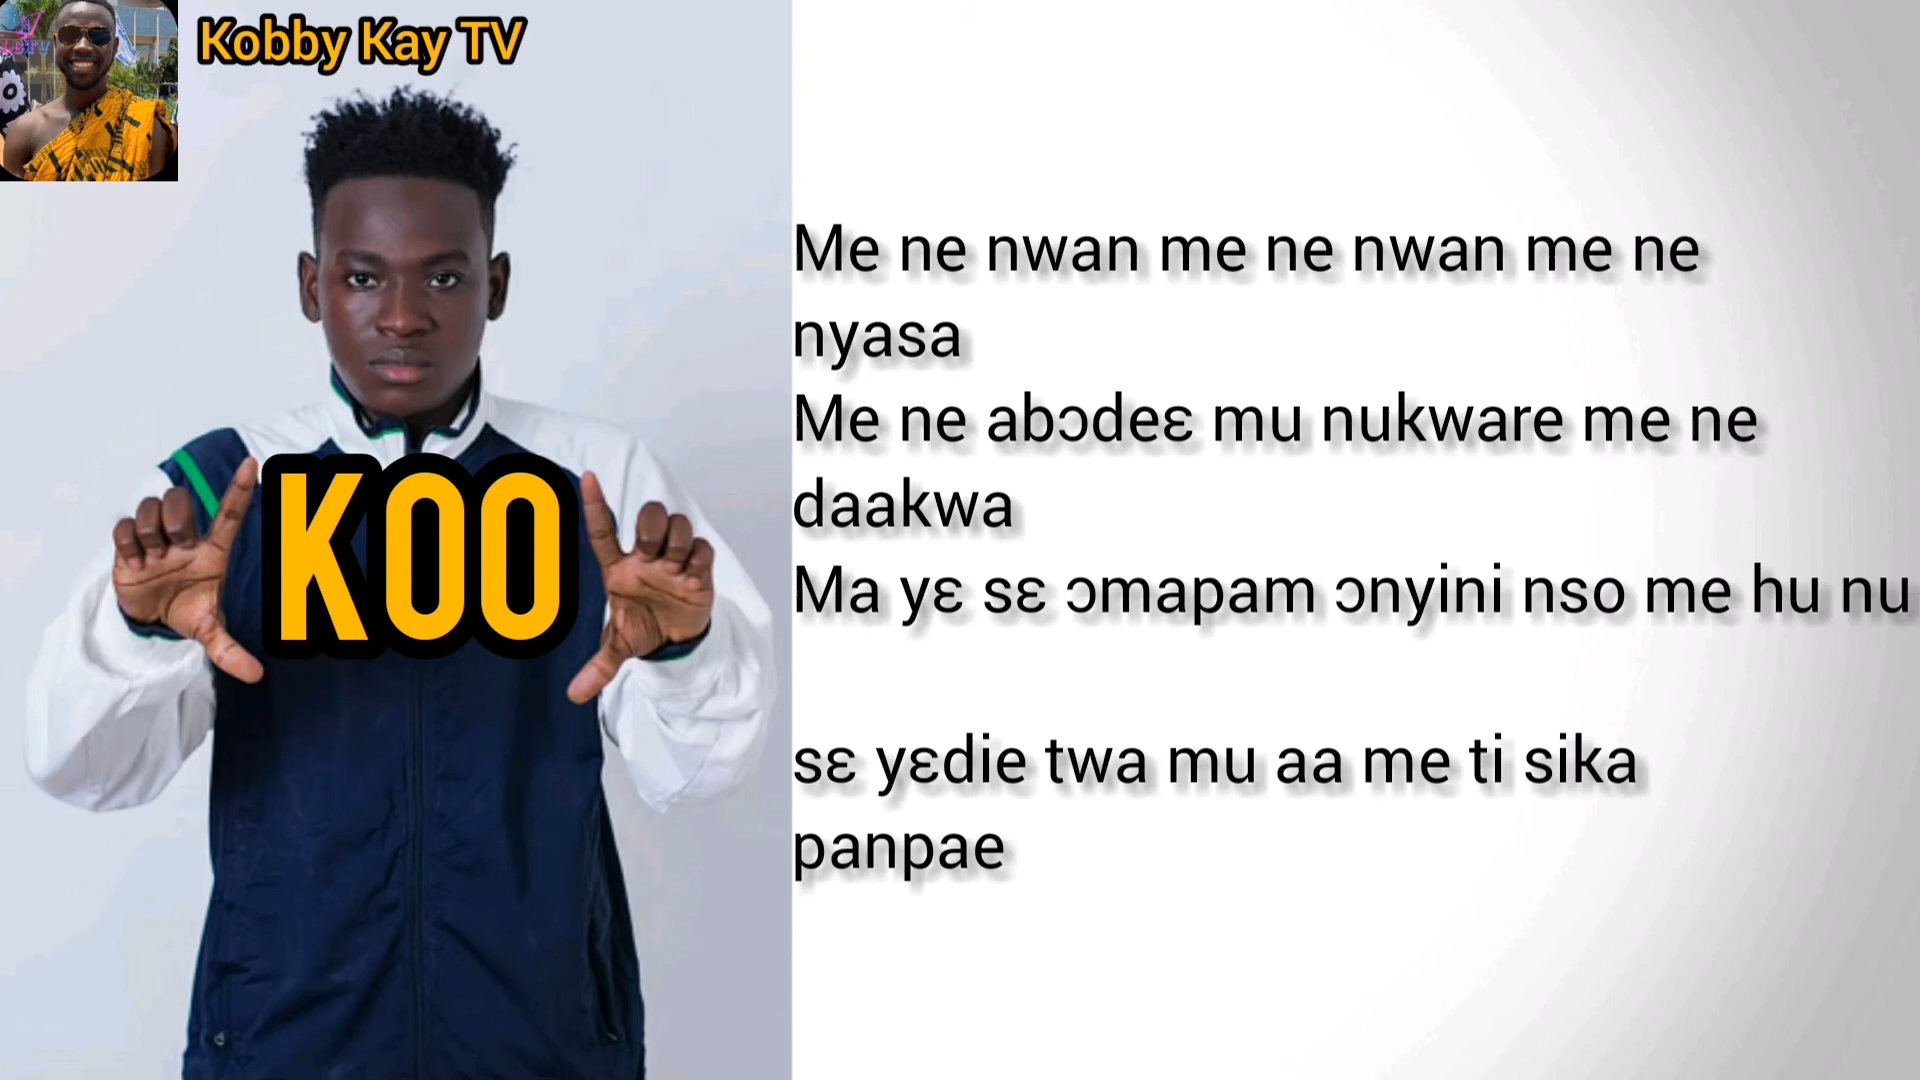 Kobby Kay TV
KOO
Me ne nwan me ne nwan me ne
nyasa
Me ne abɔdeɛ mu nukware me ne
daakwa
Ma yɛ sɛ ɔmapam ɔnyini nso me hu nu
sɛ yɛdie twa mu aa me ti sika
panpae